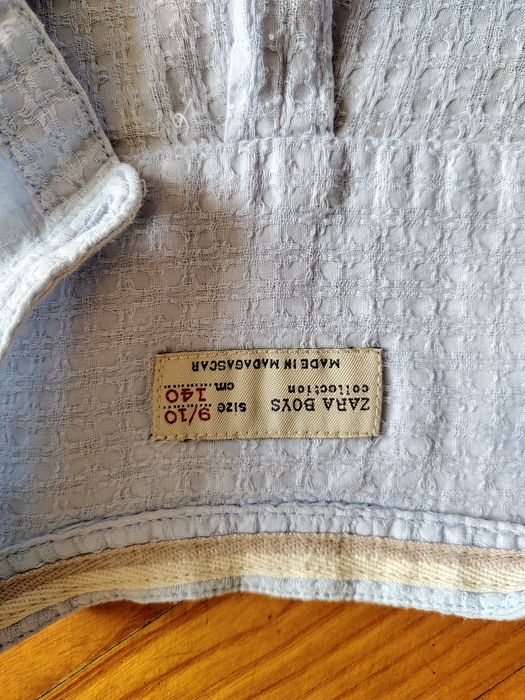 ZARA BOYS
collection
MADE IN MADAGASCAR
SIZE 9/10
cm. 140